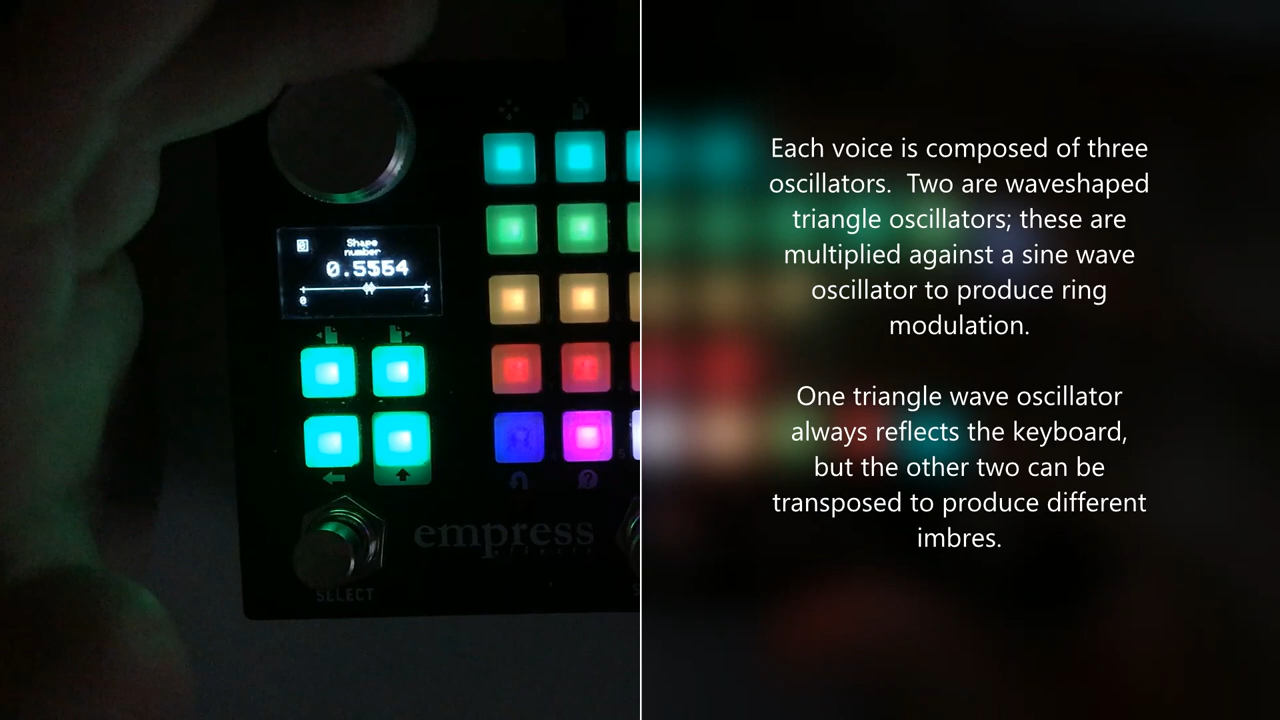 Shape
number
0.5554
0
1
empress
effects
SELECT
Each voice is composed of three
oscillators.  Two are waveshaped
triangle oscillators; these are
multiplied against a sine wave
oscillator to produce ring
modulation.
One triangle wave oscillator
always reflects the keyboard,
but the other two can be
transposed to produce different
imbres.